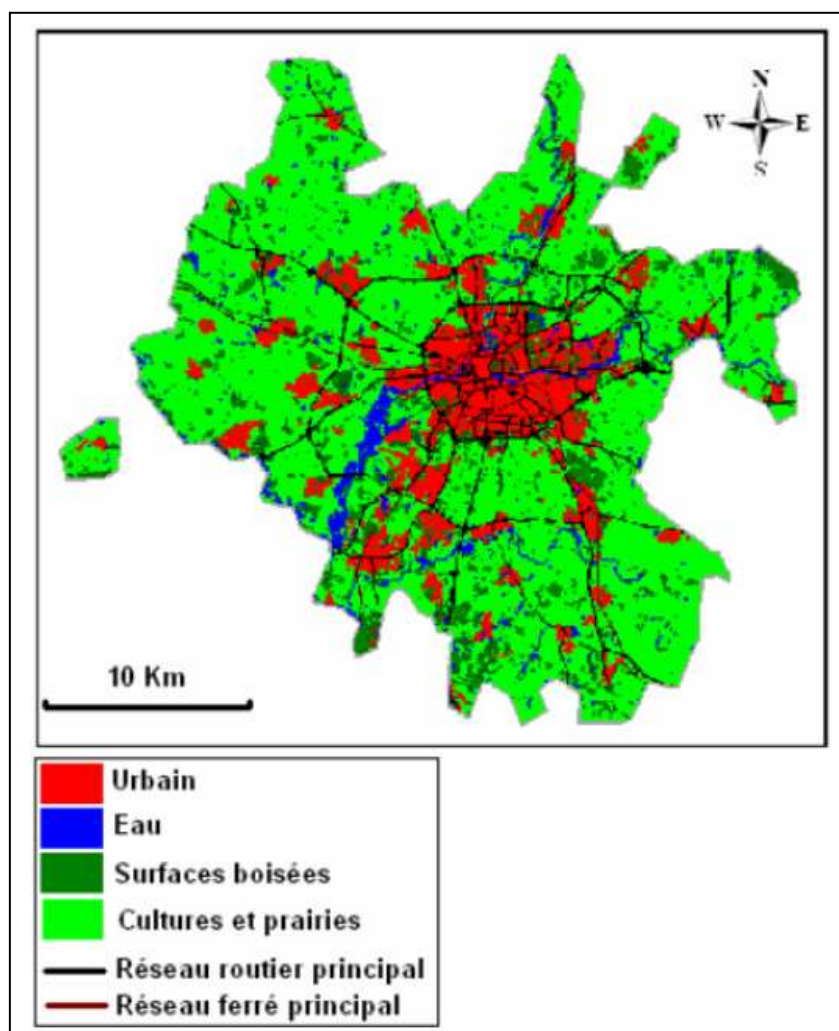 N
W E
S
10 Km
Urbain
Eau
Surfaces boisées
Cultures et prairies
Réseau routier principal
Réseau ferré principal